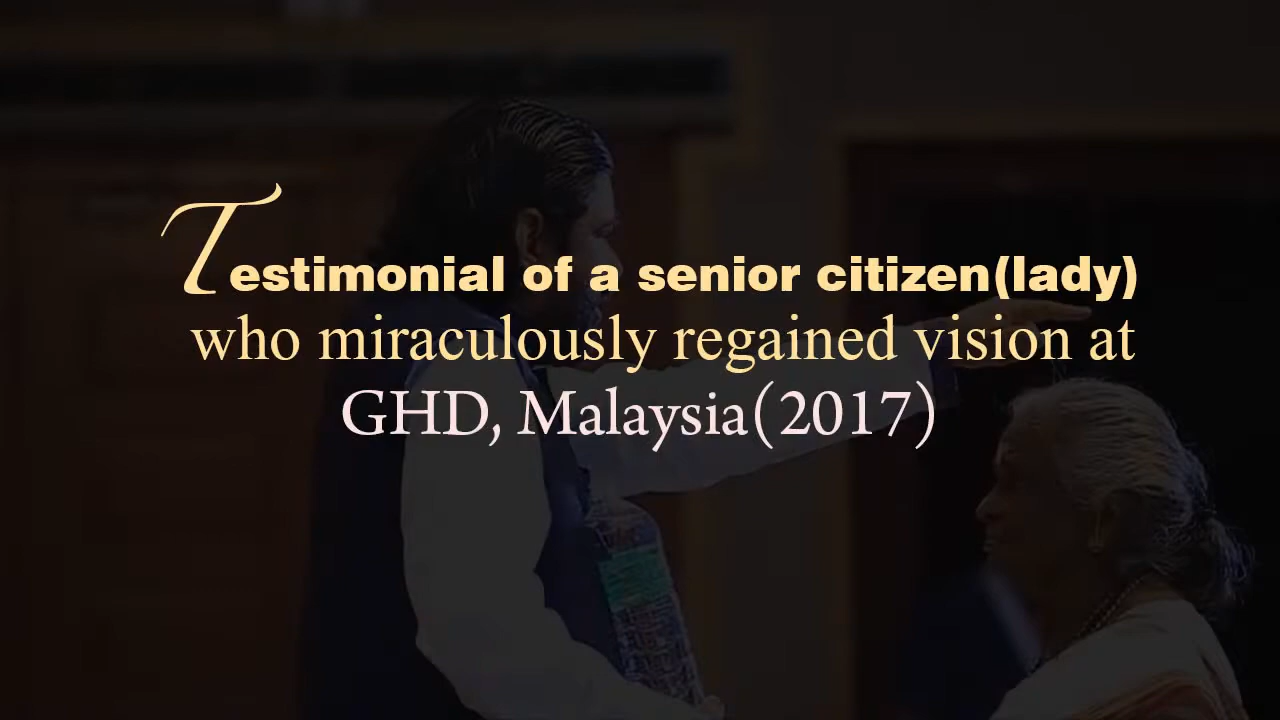 Testimonial of a senior citizen(lady)
who miraculously regained vision at
GHD, Malaysia(2017)